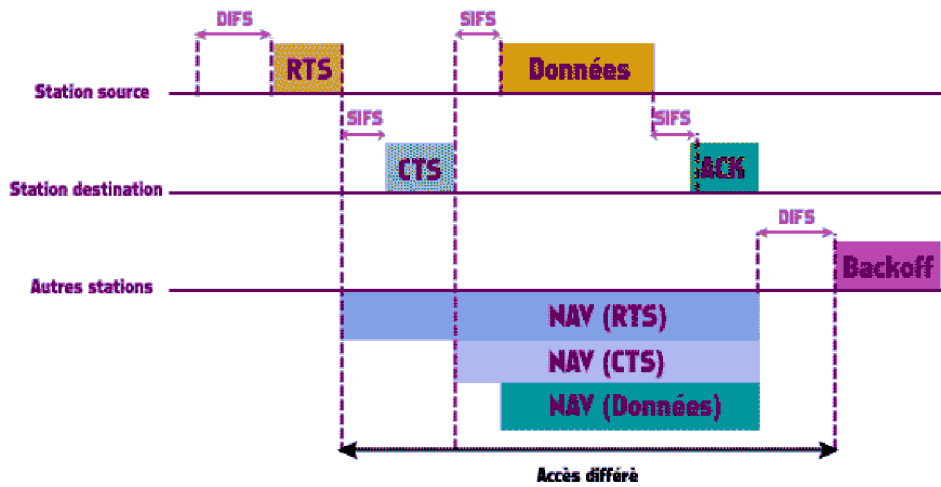 DIFS
SIFS
RTS
Données
Station source
SIFS
SIFS
CTS
ACK
Station destination
DIFS
Backoff
Autres stations
NAV (RTS)
NAV (CTS)
NAV (Données)
Accès différè